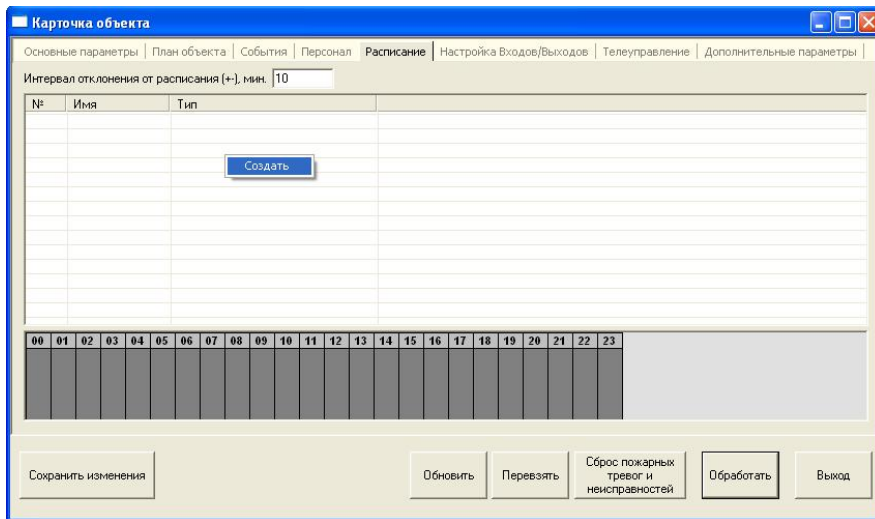 Карточка объекта
Основные параметры План объекта События Персонал Расписание Настройка Входов/Выходов Телеуправление Дополнительные параметры
Интервал отклонения от расписания (+-), мин. 10
№ Имя Тип
Создать
00 01 02 03 04 05 06 07 08 09 10 11 12 13 14 15 16 17 18 19 20 21 22 23
Сохранить изменения
Обновить
Перевзять
Сброс пожарных
тревог и
неисправностей
Обработать
Выход